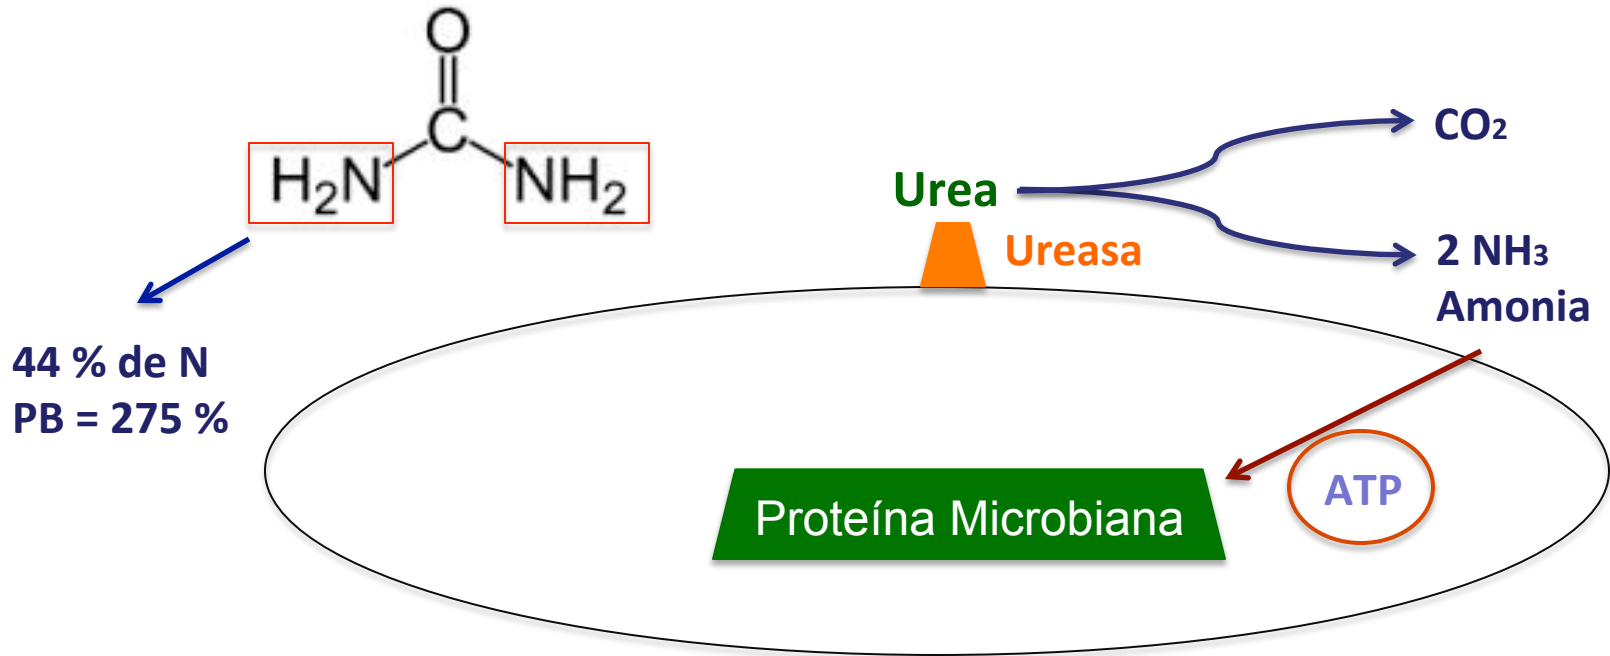 O
C
H₂N
NH₂
44 % de N
PB = 275 %
Urea
Ureasa
CO₂
2 NH₃
Amonia
ATP
Proteína Microbiana